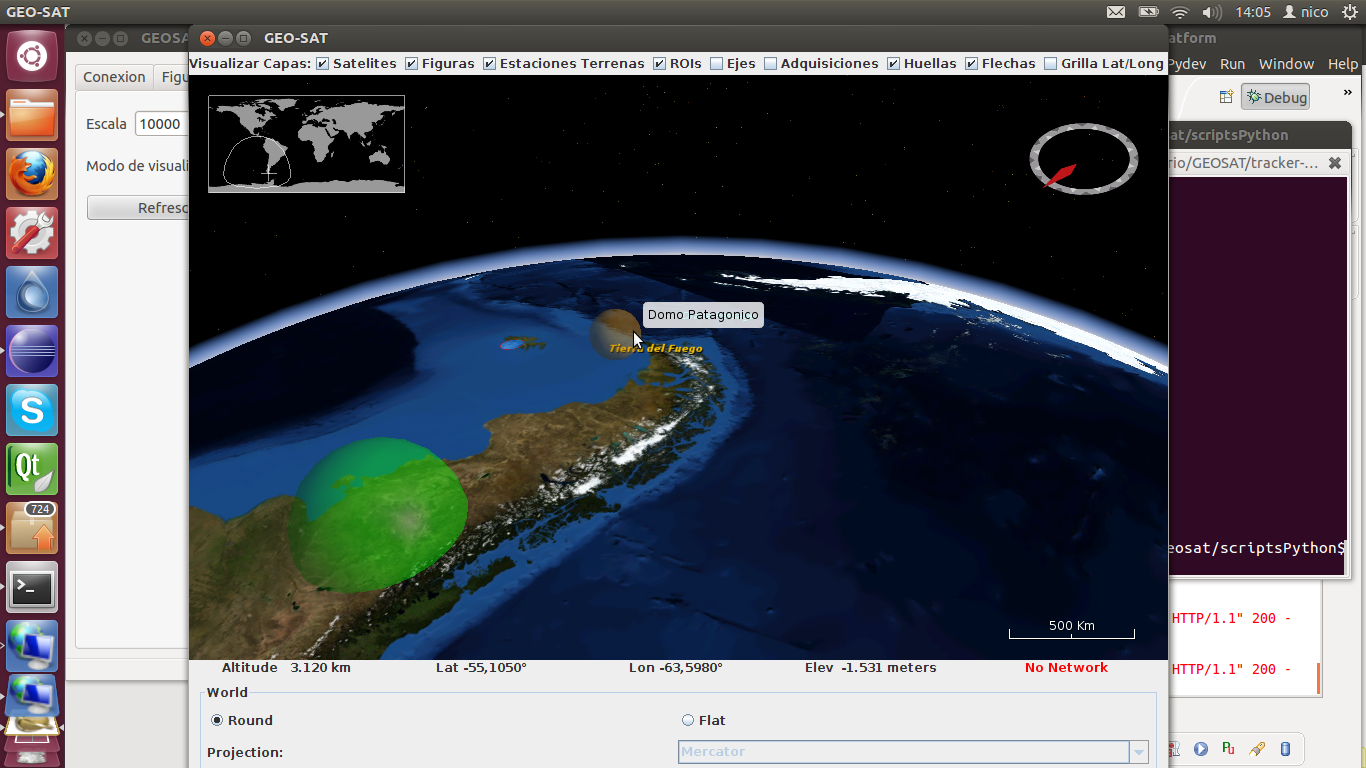 GEO-SAT
14:05
nico
GEOSA
GEO-SAT
atform
Visualizar Capas: Satelites Figuras Estaciones Terrenas ROIs Ejes Adquisiciones Huellas Flechas Grilla Lat/Long
Pydev Run Window Help
Conexion Figu
Debug
»
Escala 10000
at/scriptsPython
rio/GEOSAT/tracker-...
Modo de visuali
Refresc
Domo Patagonico
Tierra del Fuego
Qt
724
eosat/scriptsPython$
500 Km
HTTP/1.1" 200 -
HTTP/1.1" 200 -
Altitude 3.120 km Lat -55,1050° Lon -63,5980° Elev -1.531 meters No Network
World
Round Flat
Projection: Mercator